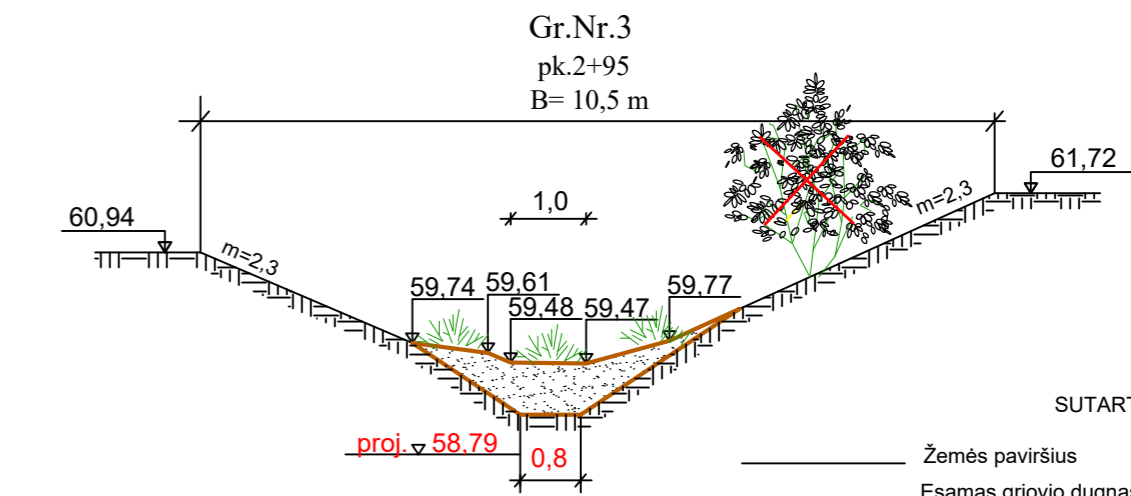 Gr.Nr.3
pk.2+95
B= 10,5 m
61,72
1,0
m=2,3
60,94
m=2,3
59,74
59,61
59,48
59,47
59,77
proj. 58,79
0,8
SUTART
Žemės paviršius
Esamas griovio dugnas